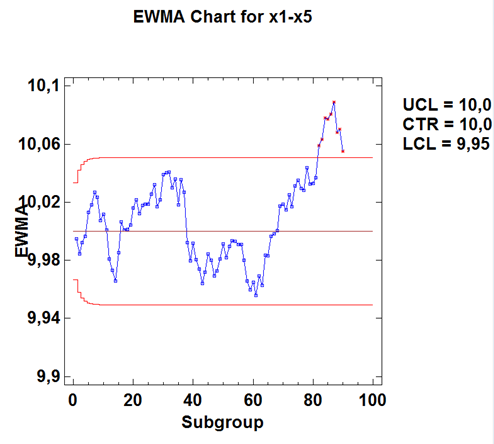 EWMA Chart for x1-x5
UCL = 10,0
CTR = 10,0
LCL = 9,95
10,1
10,06
10,02
9,98
9,94
9,9
EWMA
0 20 40 60 80 100
Subgroup